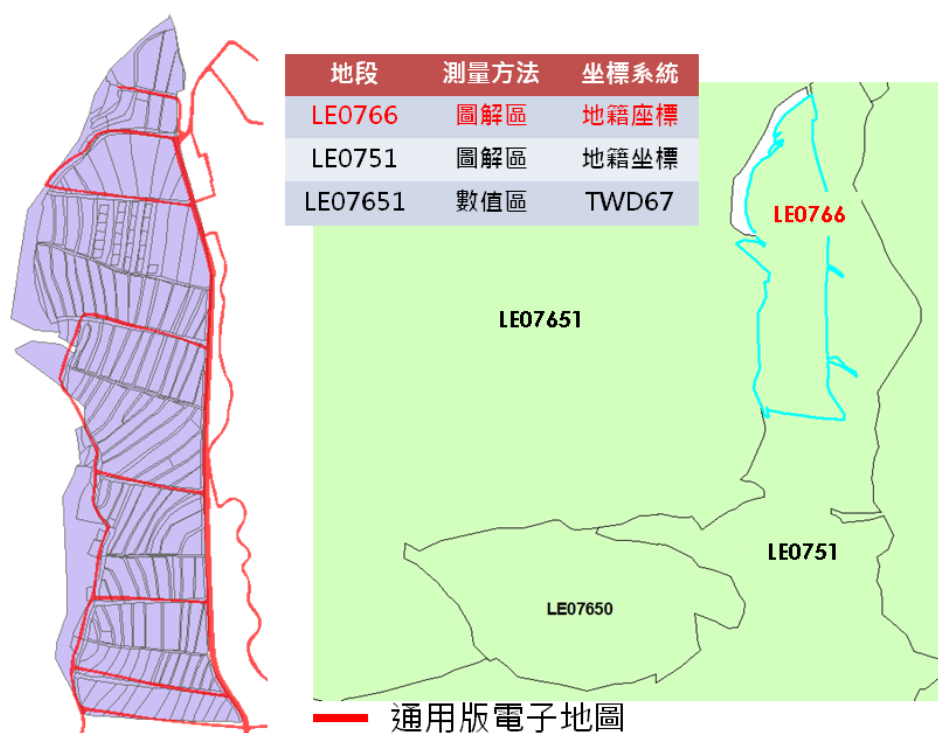 地段 測量方法 坐標系統
LE0766 圖解區 地籍座標
LE0751 圖解區 地籍坐標
LE07651 數值區 TWD67
LE0766
LE07651
LE0751
LE07650
通用版電子地圖